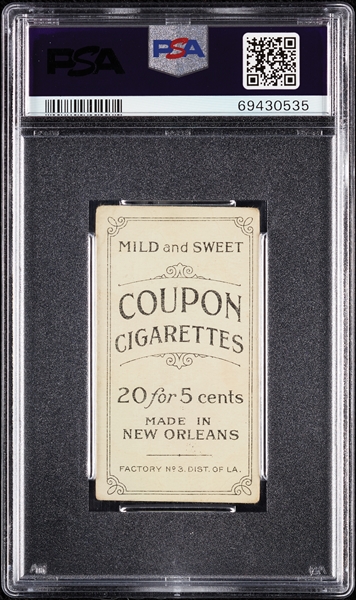 PSA
PSA
69430535
MILD and SWEET
COUPON
CIGARETTES
20 for 5 cents
MADE IN
NEW ORLEANS
FACTORY Nº 3. DIST. OF LA.